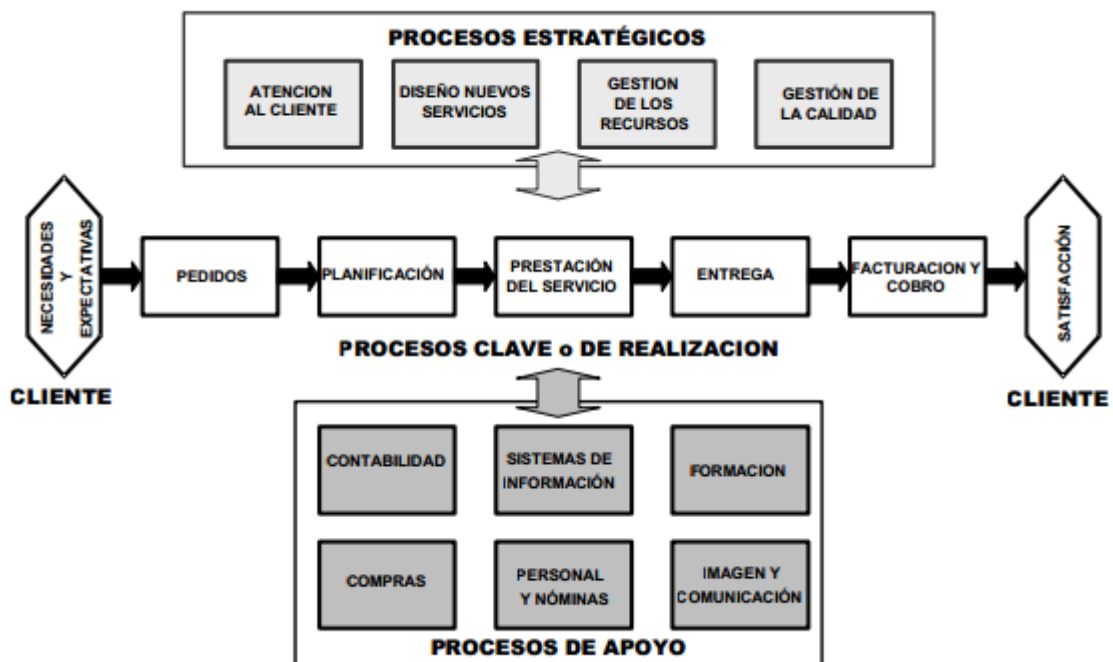 PROCESOS ESTRATÉGICOS
ATENCION
AL CLIENTE
DISEÑO NUEVOS
SERVICIOS
GESTION
DE LOS
RECURSOS
GESTIÓN DE
LA CALIDAD
NECESIDADES
Y
EXPECTATIVAS
CLIENTE
PEDIDOS
PLANIFICACIÓN
PRESTACIÓN
DEL SERVICIO
ENTREGA
FACTURACION Y
COBRO
SATISFACCIÓN
CLIENTE
PROCESOS CLAVE o DE REALIZACION
CONTABILIDAD
SISTEMAS DE
INFORMACIÓN
FORMACION
COMPRAS
PERSONAL
Y NÓMINAS
IMAGEN Y
COMUNICACIÓN
PROCESOS DE APOYO